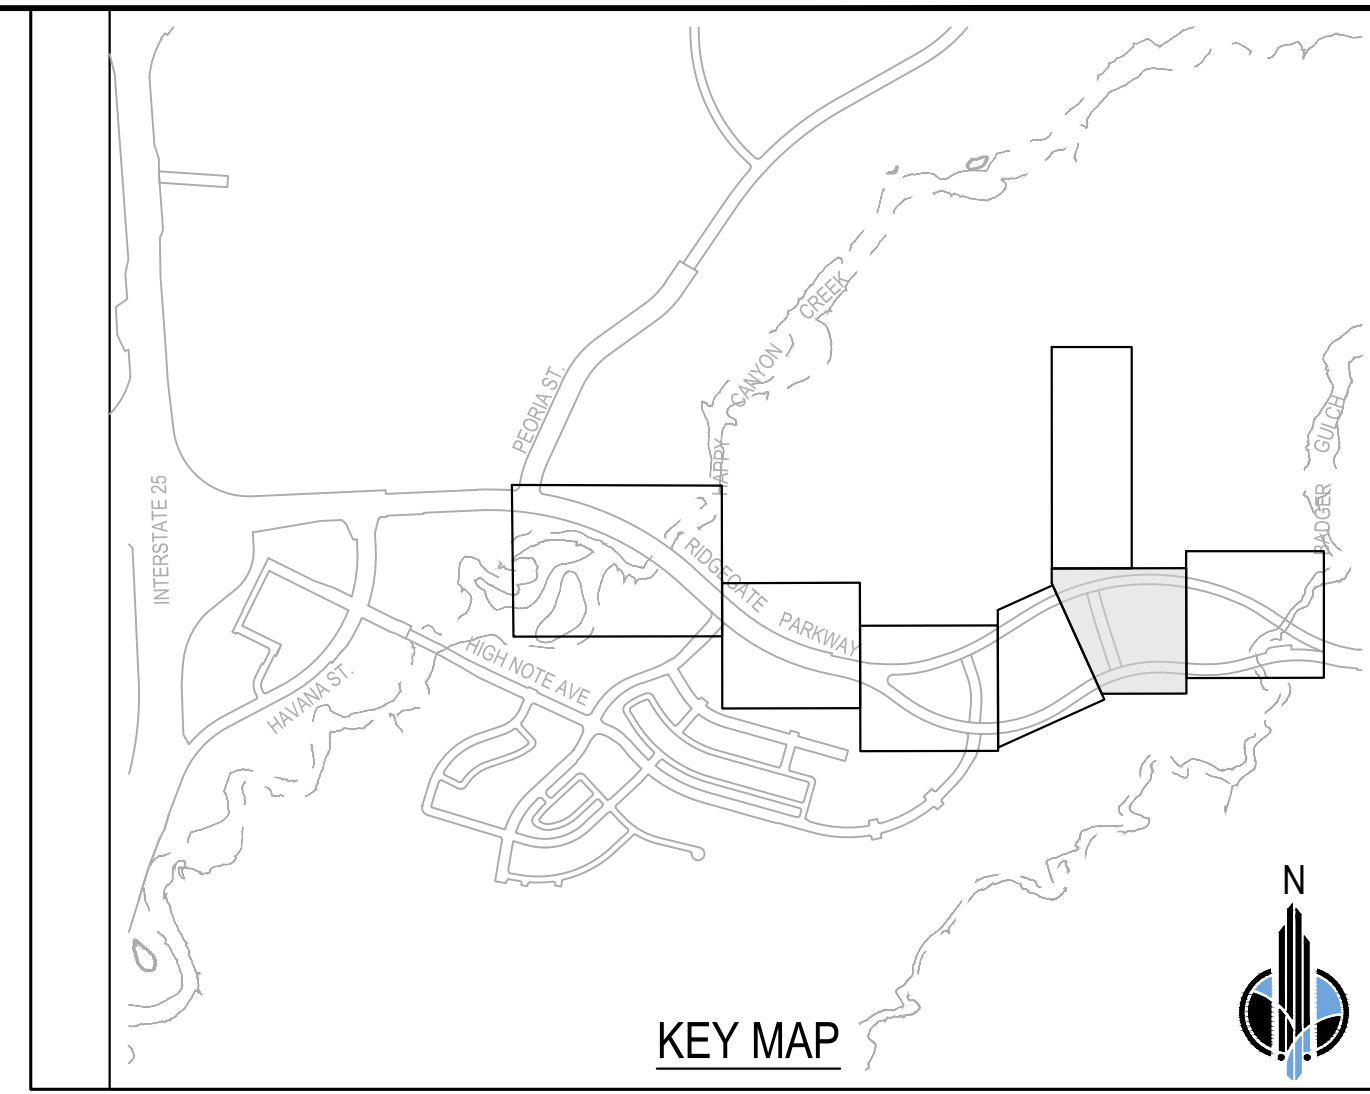 CREEK
CANYON
HAPPY
PEORIA ST.
GULCH
BADGER
INTERSTATE 25
RIDGEGATE PARKWAY
HIGH NOTE AVE
HAVANA ST.
N
KEY MAP